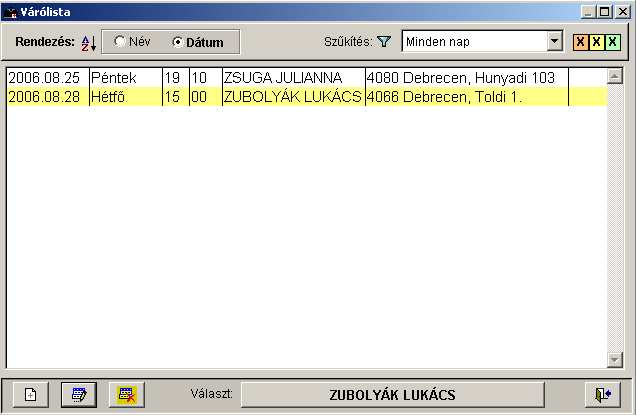 Várólista
Rendezés: A Z Név Dátum Szűkítés: Minden nap X X X
2006.08.25 Péntek 19 10 ZSUGA JULIANNA 4080 Debrecen, Hunyadi 103
2006.08.28 Hétfő 15 00 ZUBOLYÁK LUKÁCS 4066 Debrecen, Toldi 1.
Választ: ZUBOLYÁK LUKÁCS